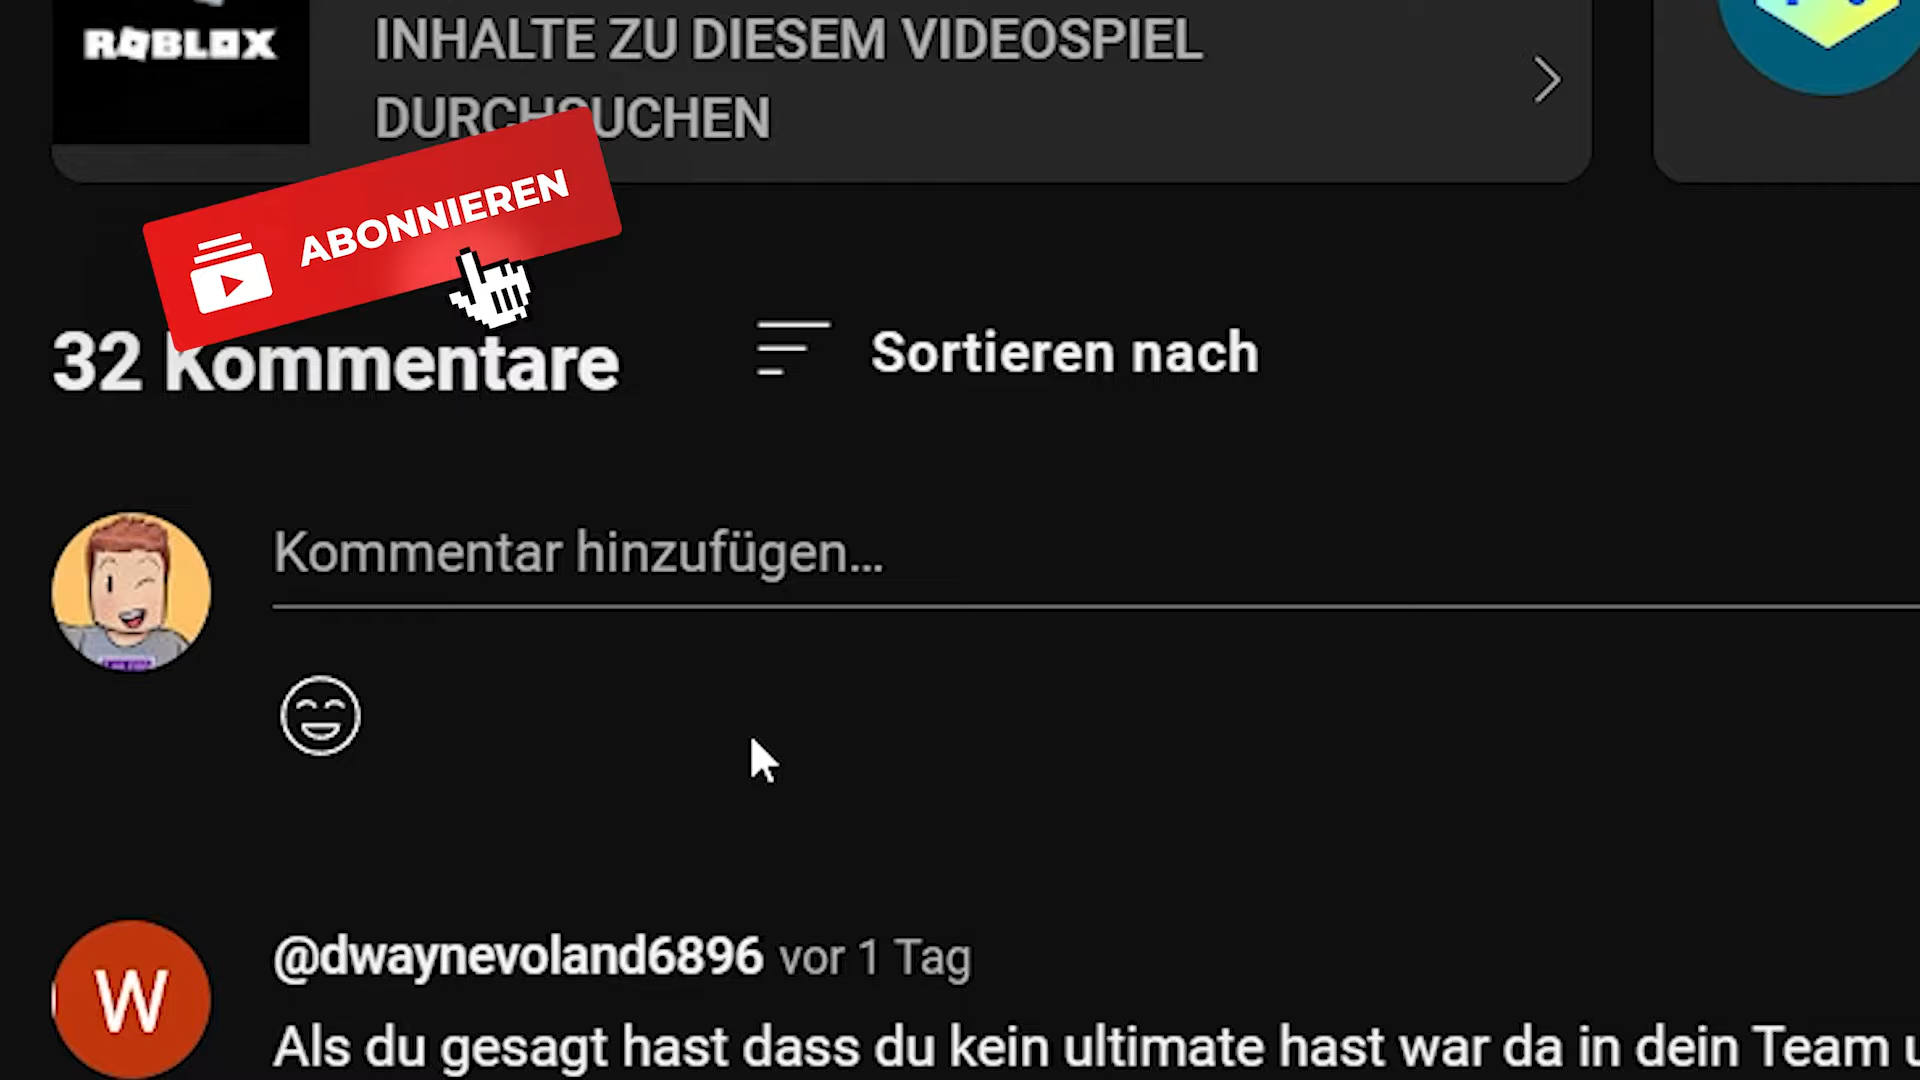 ROBLOX
INHALTE ZU DIESEM VIDEOSPIEL
DURCHSUCHEN
ABONNIEREN
32 Kommentare
Sortieren nach
Kommentar hinzufügen...
W
@dwaynevoland6896 vor 1 Tag
Als du gesagt hast dass du kein ultimate hast war da in dein Team